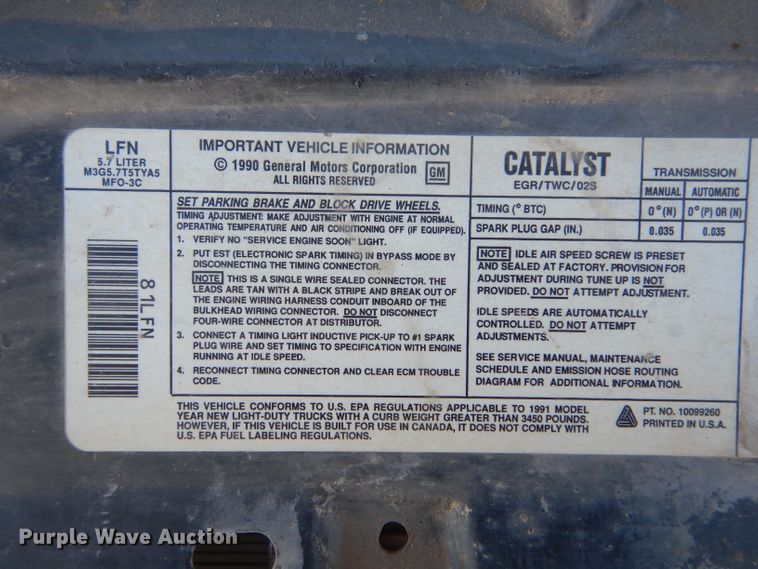 LFN
5.7 LITER
M3G5.7T5TYA5
MFO-3C
8 1L FN
IMPORTANT VEHICLE INFORMATION
© 1990 General Motors Corporation GM
ALL RIGHTS RESERVED
SET PARKING BRAKE AND BLOCK DRIVE WHEELS.
TIMING ADJUSTMENT: MAKE ADJUSTMENT WITH ENGINE AT NORMAL
OPERATING TEMPERATURE AND AIR CONDITIONING OFF (IF EQUIPPED).
1. VERIFY NO "SERVICE ENGINE SOON" LIGHT.
2. PUT EST (ELECTRONIC SPARK TIMING) IN BYPASS MODE BY
DISCONNECTING THE TIMING CONNECTOR.
NOTE THIS IS A SINGLE WIRE SEALED CONNECTOR. THE
LEADS ARE TAN WITH A BLACK STRIPE AND BREAK OUT OF
THE ENGINE WIRING HARNESS CONDUIT INBOARD OF THE
BULKHEAD WIRING CONNECTOR. DO NOT DISCONNECT
FOUR-WIRE CONNECTOR AT DISTRIBUTOR.
3. CONNECT A TIMING LIGHT INDUCTIVE PICK-UP TO #1 SPARK
PLUG WIRE AND SET TIMING TO SPECIFICATION WITH ENGINE
RUNNING AT IDLE SPEED.
4. RECONNECT TIMING CONNECTOR AND CLEAR ECM TROUBLE
CODE.
CATALYST
EGR/TWC/02S
TRANSMISSION
MANUAL AUTOMATIC
TIMING (° BTC) 0°(N) 0°(P) OR (N)
SPARK PLUG GAP (IN.) 0.035 0.035
NOTE IDLE AIR SPEED SCREW IS PRESET
AND SEALED AT FACTORY. PROVISION FOR
ADJUSTMENT DURING TUNE UP IS NOT
PROVIDED. DO NOT ATTEMPT ADJUSTMENT.
IDLE SPEEDS ARE AUTOMATICALLY
CONTROLLED. DO NOT ATTEMPT
ADJUSTMENTS.
SEE SERVICE MANUAL, MAINTENANCE
SCHEDULE AND EMISSION HOSE ROUTING
DIAGRAM FOR ADDITIONAL INFORMATION.
THIS VEHICLE CONFORMS TO U.S. EPA REGULATIONS APPLICABLE TO 1991 MODEL
YEAR NEW LIGHT-DUTY TRUCKS WITH A CURB WEIGHT GREATER THAN 3450 POUNDS.
HOWEVER, IF THIS VEHICLE IS BUILT FOR USE IN CANADA, IT DOES NOT COMPLY WITH
U.S. EPA FUEL LABELING REGULATIONS.
PT. NO. 10099260
PRINTED IN U.S.A.
Purple Wave Auction